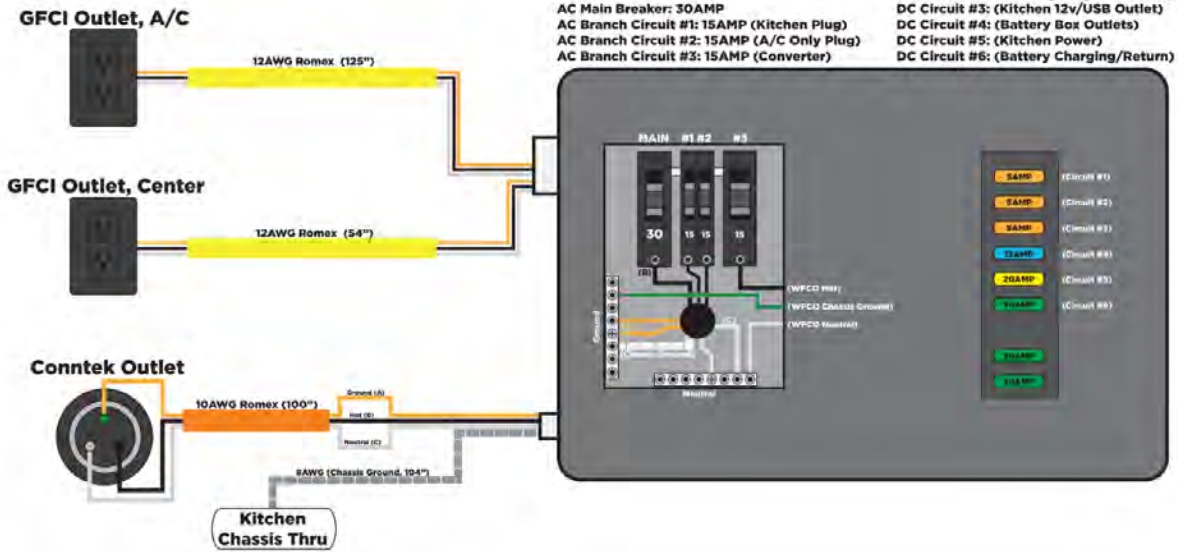 GFCI Outlet, A/C
12AWG Romex (125")
GFCI Outlet, Center
12AWG Romex (54")
Conntek Outlet
10AWG Romex (100")
Ground (A)
Hot (B)
Neutral (C)
8AWG (Chassis Ground, 104")
Kitchen
Chassis Thru
AC Main Breaker: 30AMP
AC Branch Circuit #1: 15AMP (Kitchen Plug)
AC Branch Circuit #2: 15AMP (A/C Only Plug)
AC Branch Circuit #3: 15AMP (Converter)
DC Circuit #3: (Kitchen 12v/USB Outlet)
DC Circuit #4: (Battery Box Outlets)
DC Circuit #5: (Kitchen Power)
DC Circuit #6: (Battery Charging/Return)
MAIN #1 #2 #3
30 15 15 15
(B)
(C)
Ground
Neutral
(WFCO Hot)
(WFCO Chassis Ground)
(WFCO Neutral)
5AMP (Circuit #1)
5AMP (Circuit #2)
5AMP (Circuit #3)
15AMP (Circuit #4)
20AMP (Circuit #5)
(Circuit #6)